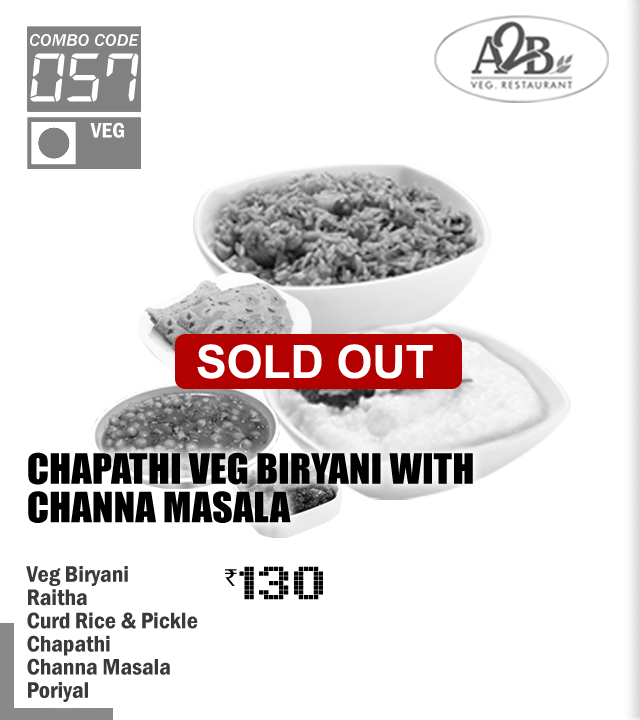 COMBO CODE
057
VEG
A2B
VEG. RESTAURANT
SOLD OUT
CHAPATHI VEG BIRYANI WITH
CHANNA MASALA
Veg Biryani
Raitha
Curd Rice & Pickle
Chapathi
Channa Masala
Poriyal
₹130